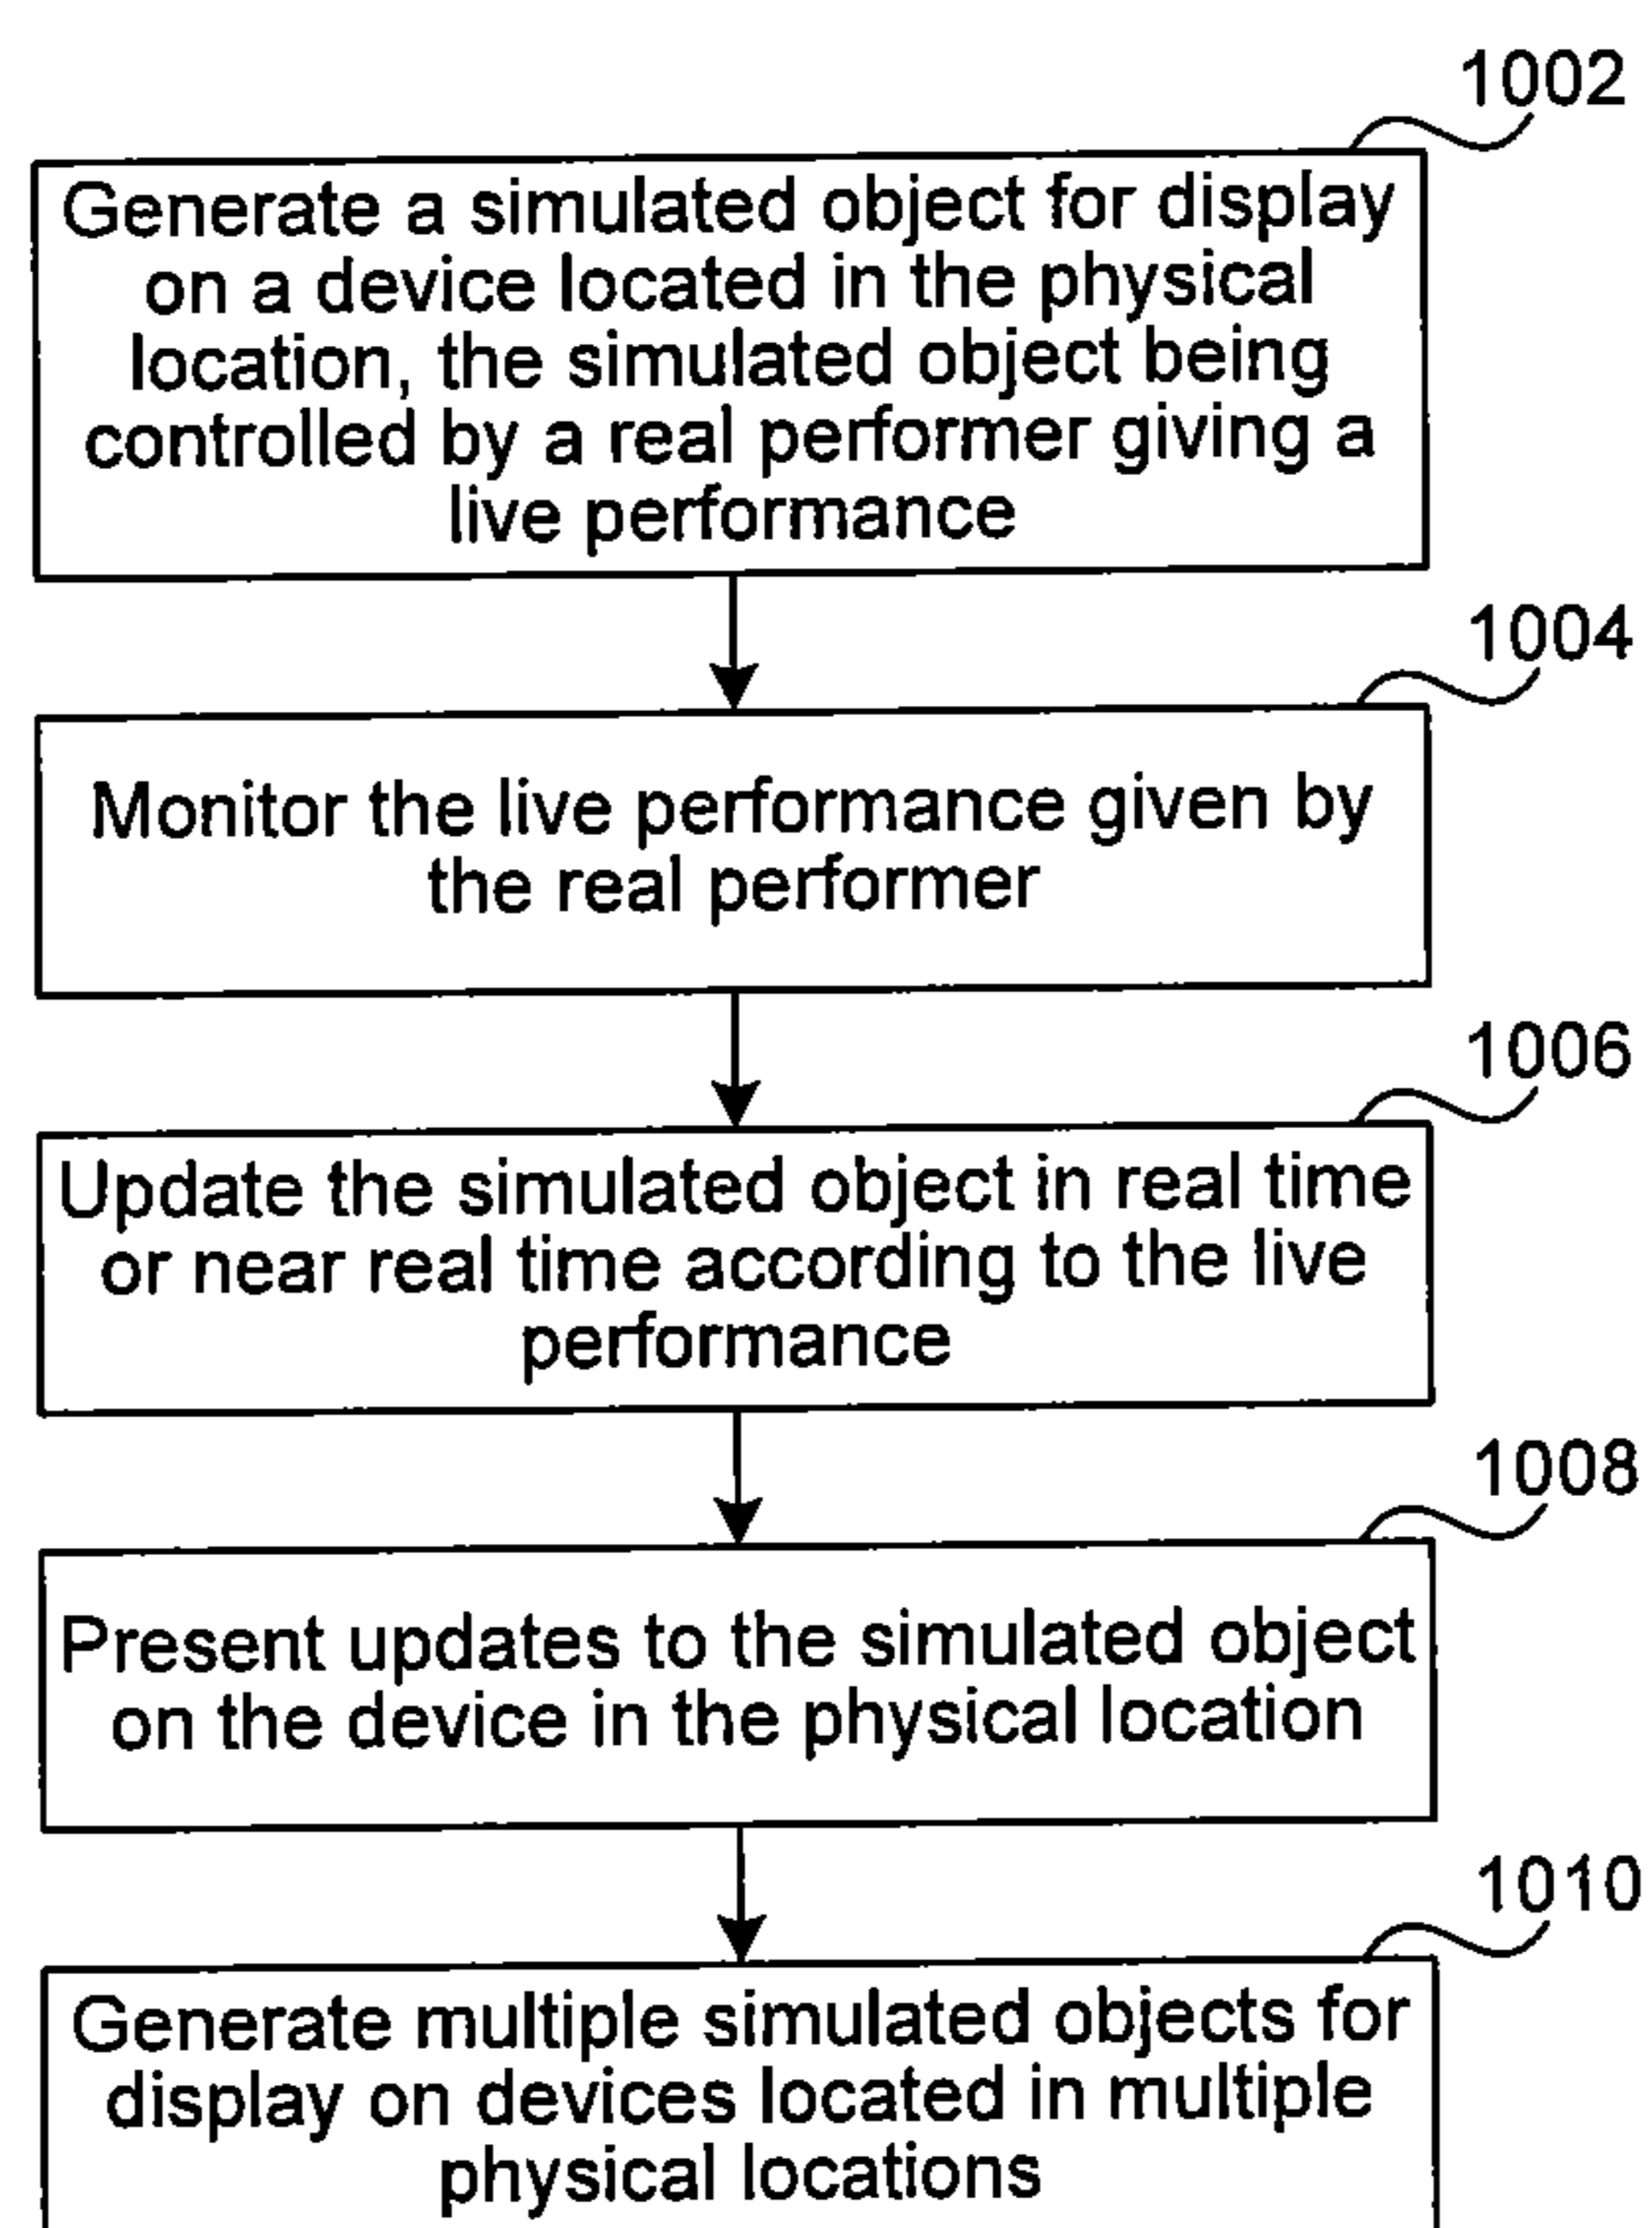 1002
Generate a simulated object for display
on a device located in the physical
location, the simulated object being
controlled by a real performer giving a
live performance
1004
Monitor the live performance given by
the real performer
1006
Update the simulated object in real time
or near real time according to the live
performance
1008
Present updates to the simulated object
on the device in the physical location
1010
Generate multiple simulated objects for
display on devices located in multiple
physical locations